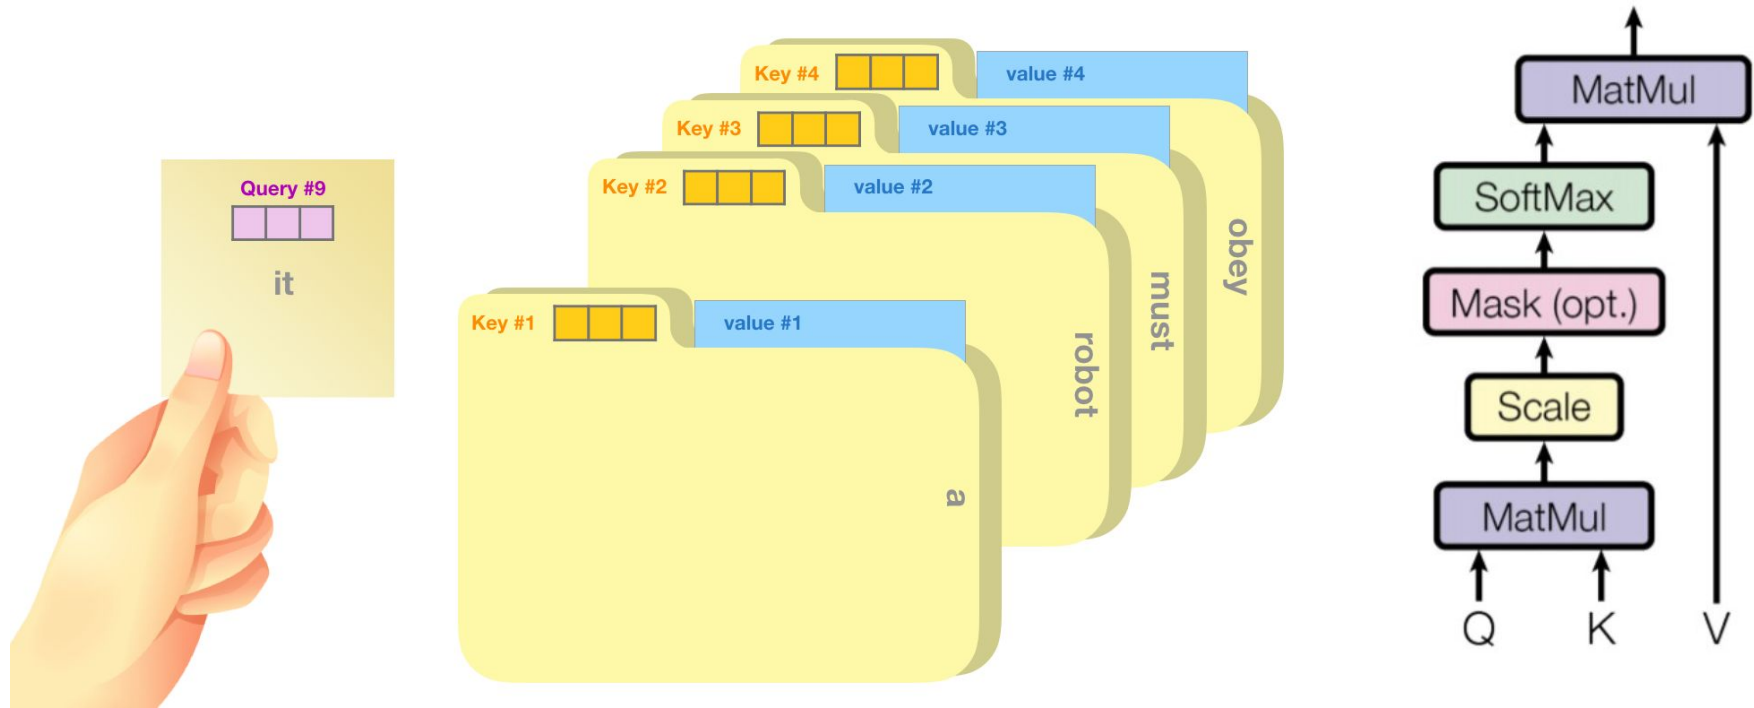 Query #9
it
Key #4
value #4
Key #3
value #3
Key #2
value #2
Key #1
value #1
a
robot
must
obey
MatMul
SoftMax
Mask (opt.)
Scale
MatMul
Q K V